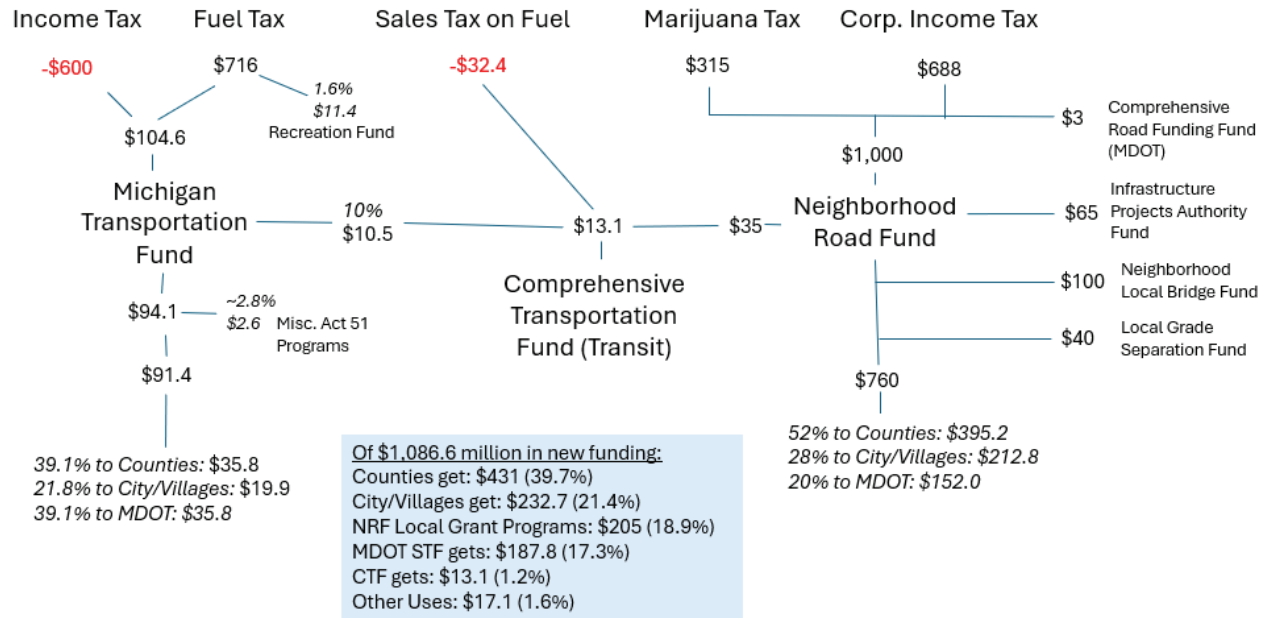 Income Tax
Fuel Tax
Sales Tax on Fuel
Marijuana Tax
Corp. Income Tax
-$600
$716
-$32.4
$315
$688
1.6%
$11.4
Recreation Fund
$104.6
$3
Comprehensive
Road Funding Fund
(MDOT)
$1,000
Michigan
Transportation
Fund
10%
$10.5
$13.1
$35
Neighborhood
Road Fund
$65
Infrastructure
Projects Authority
Fund
Comprehensive
Transportation
Fund (Transit)
$100
Neighborhood
Local Bridge Fund
$94.1
~2.8%
$2.6 Misc. Act 51
Programs
$40
Local Grade
Separation Fund
$91.4
$760
39.1% to Counties: $35.8
21.8% to City/Villages: $19.9
39.1% to MDOT: $35.8
Of $1,086.6 million in new funding:
Counties get: $431 (39.7%)
City/Villages get: $232.7 (21.4%)
NRF Local Grant Programs: $205 (18.9%)
MDOT STF gets: $187.8 (17.3%)
CTF gets: $13.1 (1.2%)
Other Uses: $17.1 (1.6%)
52% to Counties: $395.2
28% to City/Villages: $212.8
20% to MDOT: $152.0